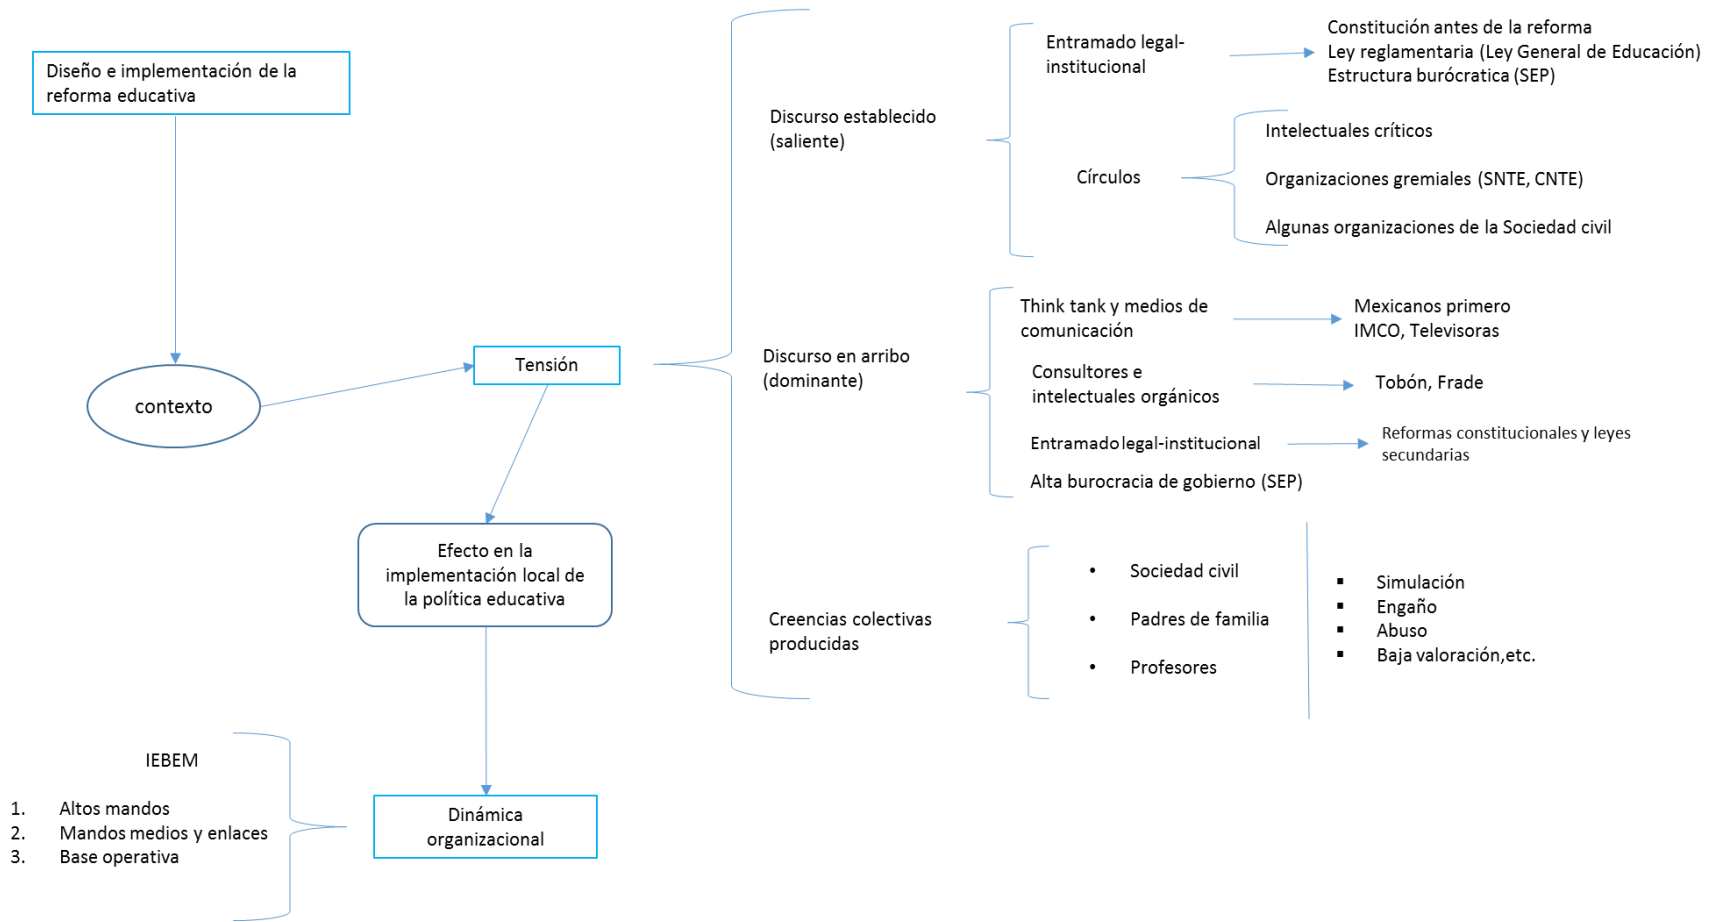 Diseño e implementación de la
reforma educativa
contexto
Tensión
Efecto en la
implementación local de
la política educativa
Dinámica
organizacional
IEBEM
1. Altos mandos
2. Mandos medios y enlaces
3. Base operativa
Discurso establecido
(saliente)
Entramado legal-
institucional
Constitución antes de la reforma
Ley reglamentaria (Ley General de Educación)
Estructura burócratica (SEP)
Círculos
Intelectuales críticos
Organizaciones gremiales (SNTE, CNTE)
Algunas organizaciones de la Sociedad civil
Discurso en arribo
(dominante)
Think tank y medios de
comunicación
Mexicanos primero
IMCO, Televisoras
Consultores e
intelectuales orgánicos
Tobón, Frade
Entramado legal-institucional
Reformas constitucionales y leyes
secundarias
Alta burocracia de gobierno (SEP)
Creencias colectivas
producidas
• Sociedad civil
• Padres de familia
• Profesores
▪ Simulación
▪ Engaño
▪ Abuso
▪ Baja valoración,etc.